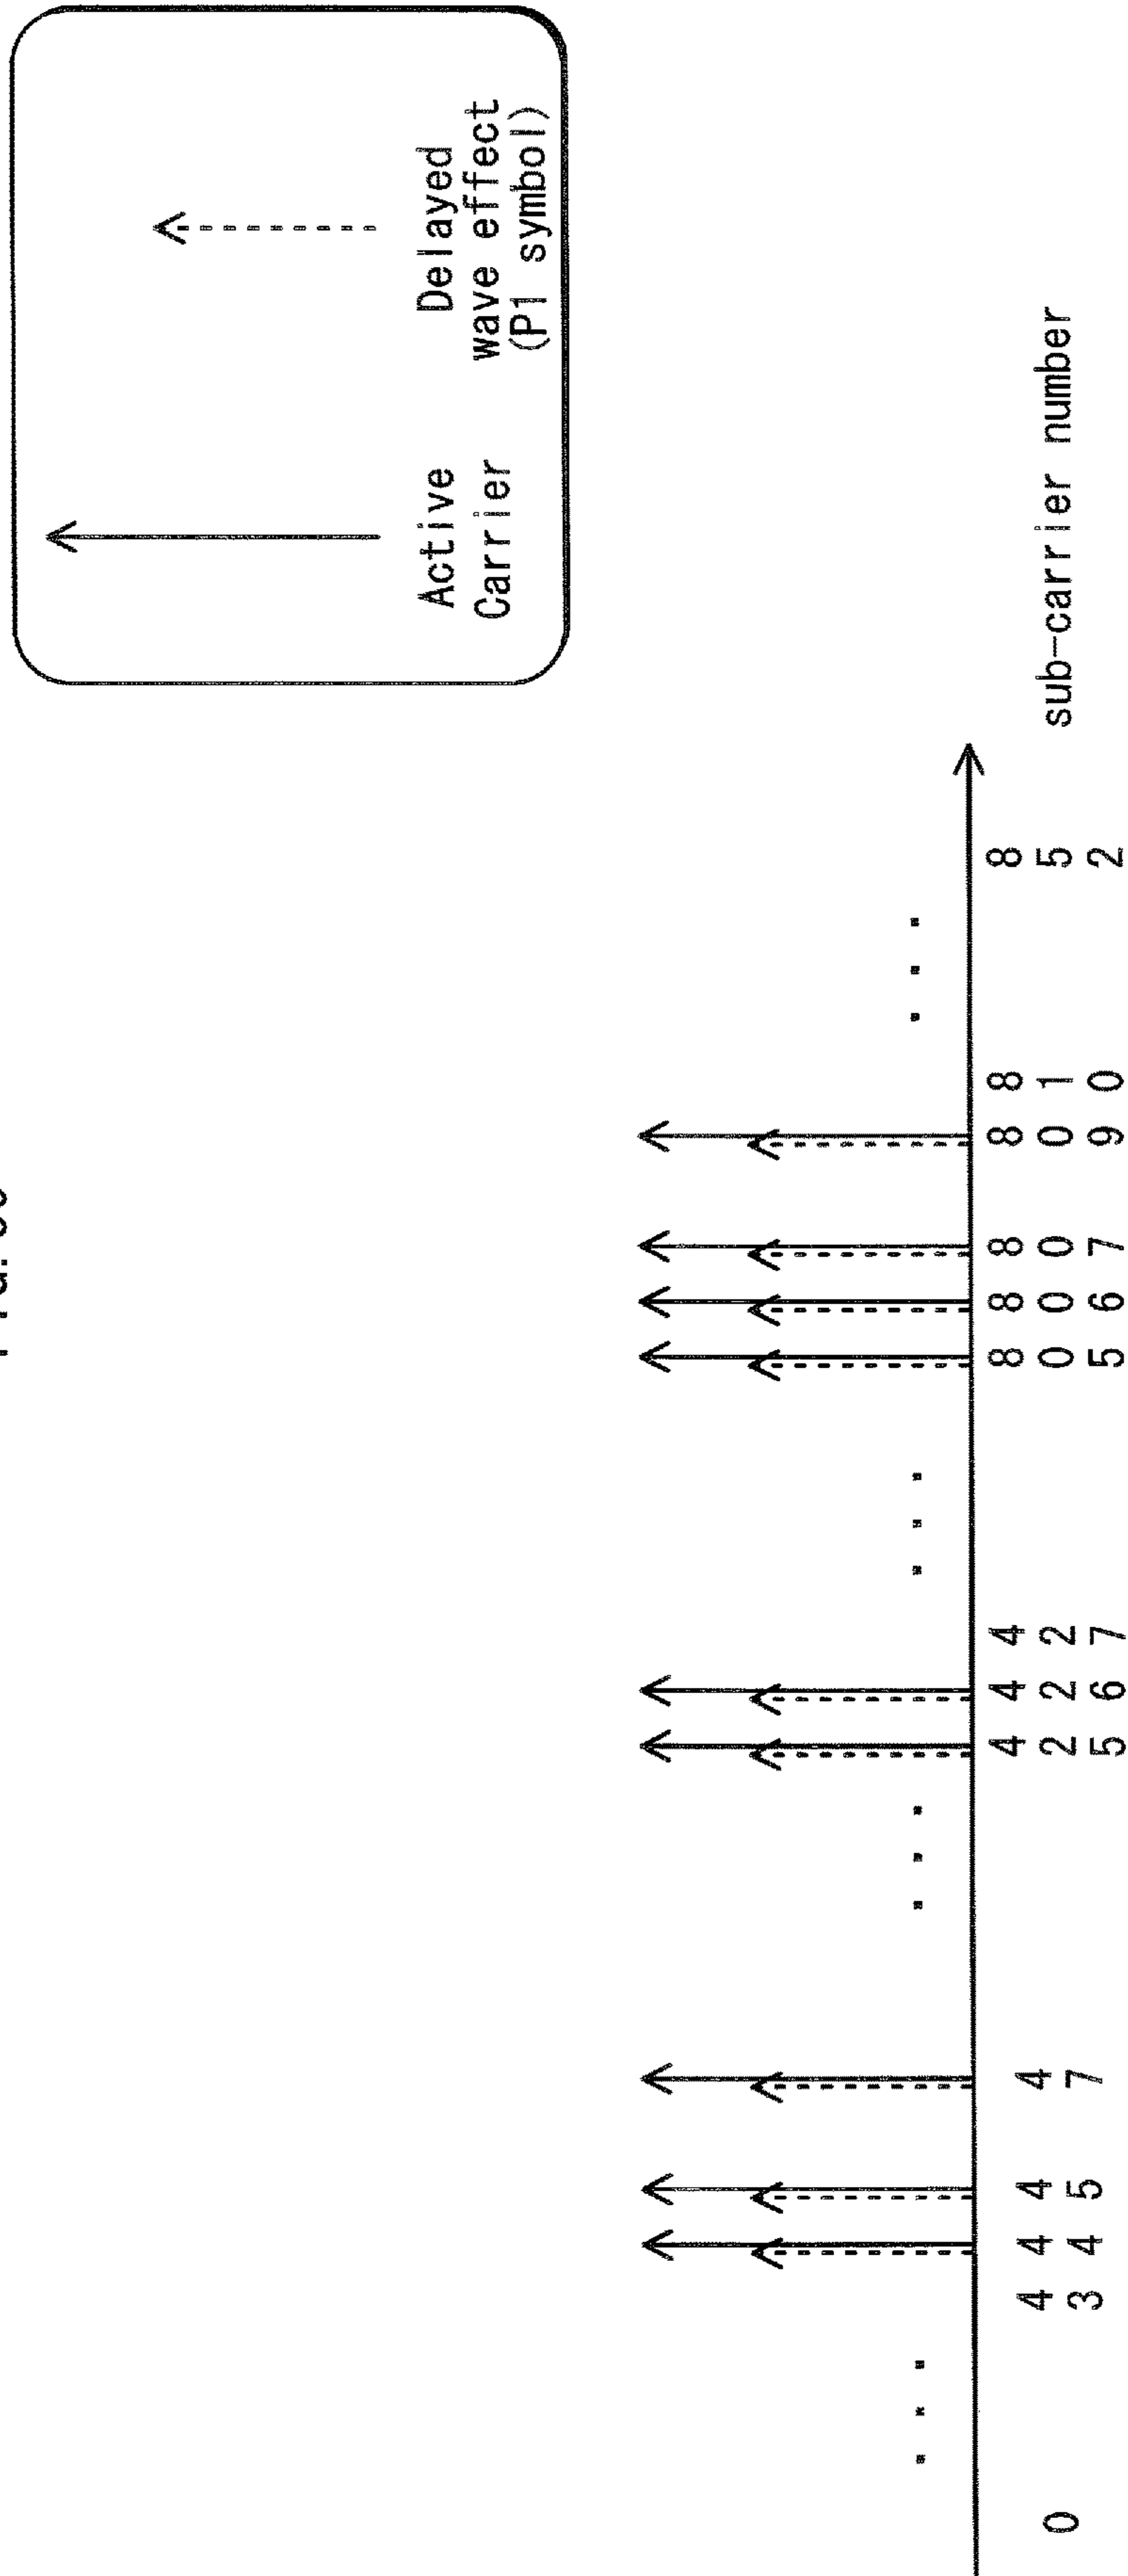 Active
Carrier
Delayed
wave effect
(P1 symbol)
0 ... 43 44 45 47 ... 425 426 427 ... 805 806 807 809 810 ... 852
sub-carrier number